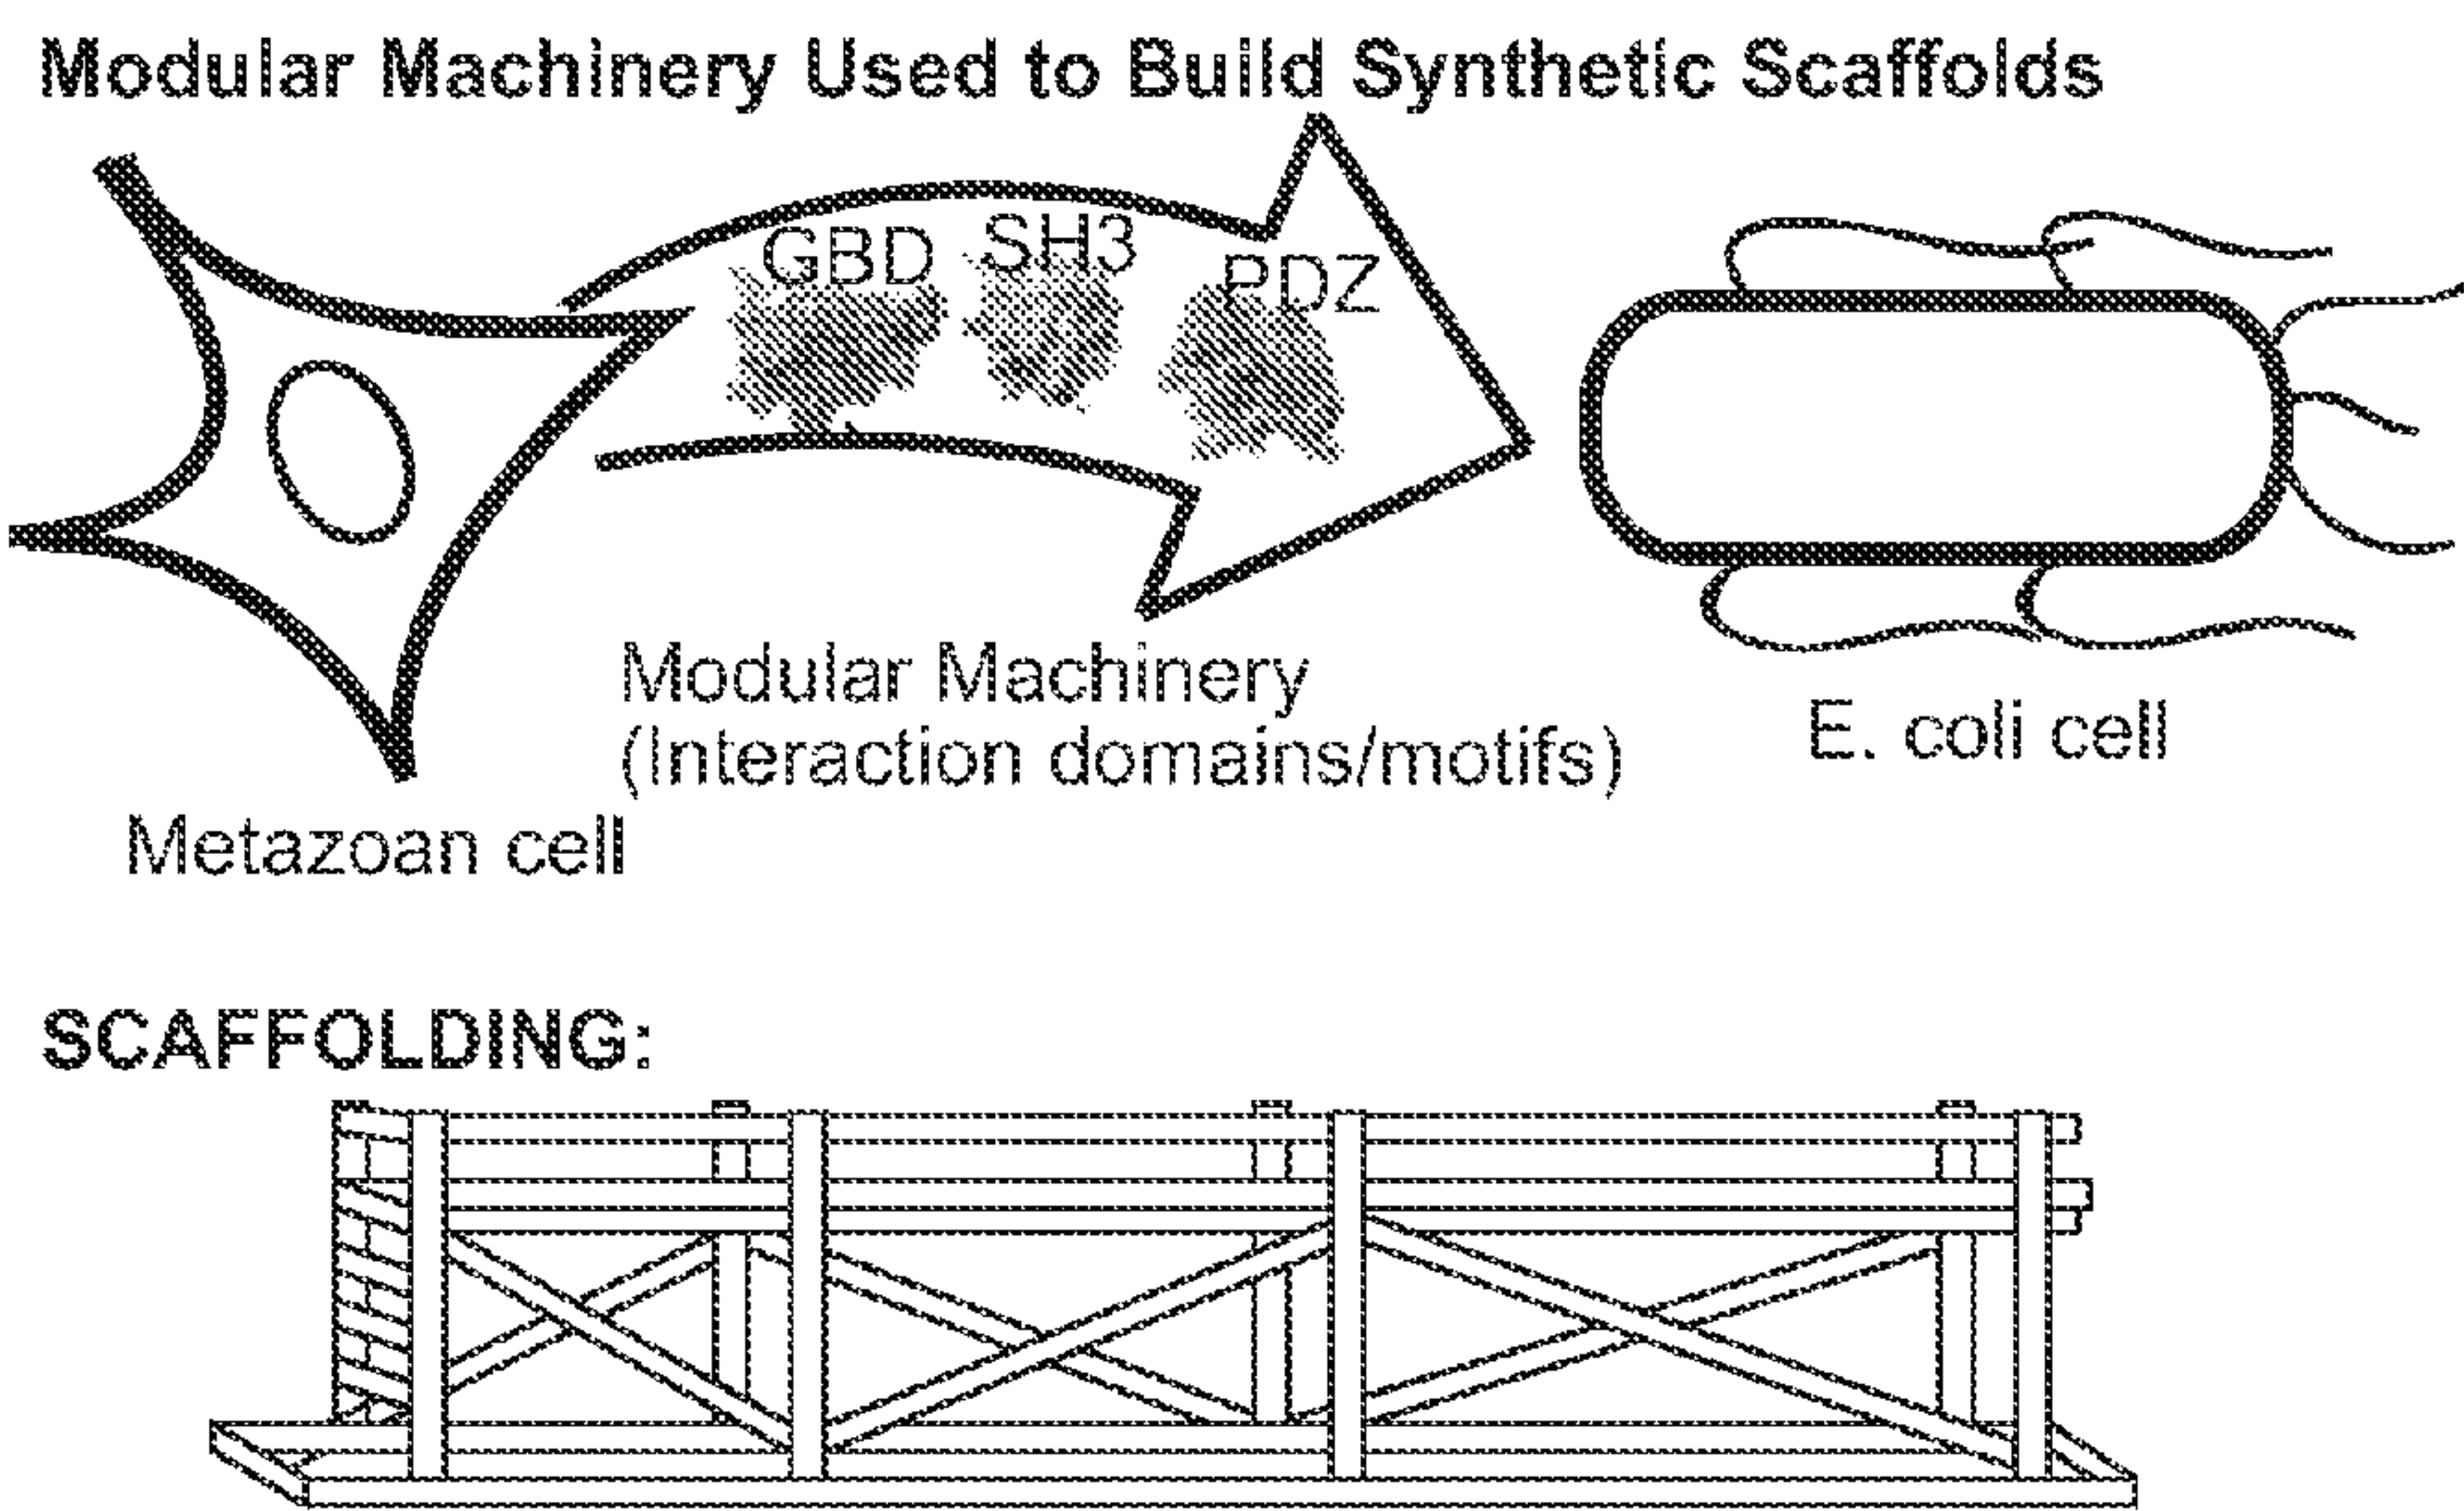 Modular Machinery Used to Build Synthetic Scaffolds
GBD
SH3
PDZ
Modular Machinery
(Interaction domains/motifs)
E. coli cell
Metazoan cell
SCAFFOLDING: